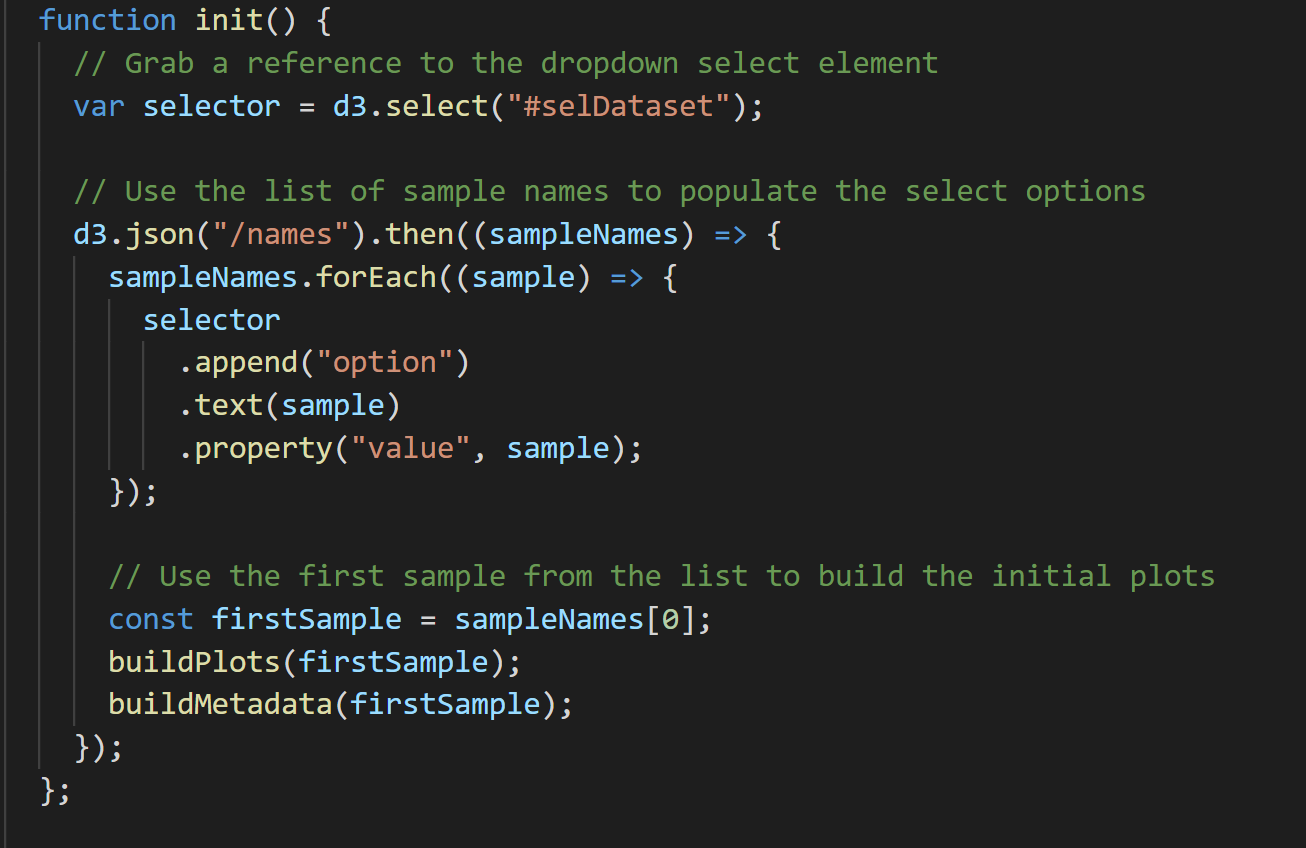 function init() {
  // Grab a reference to the dropdown select element
  var selector = d3.select("#selDataset");

  // Use the list of sample names to populate the select options
  d3.json("/names").then((sampleNames) => {
    sampleNames.forEach((sample) => {
      selector
        .append("option")
        .text(sample)
        .property("value", sample);
    });

    // Use the first sample from the list to build the initial plots
    const firstSample = sampleNames[0];
    buildPlots(firstSample);
    buildMetadata(firstSample);
  });
};